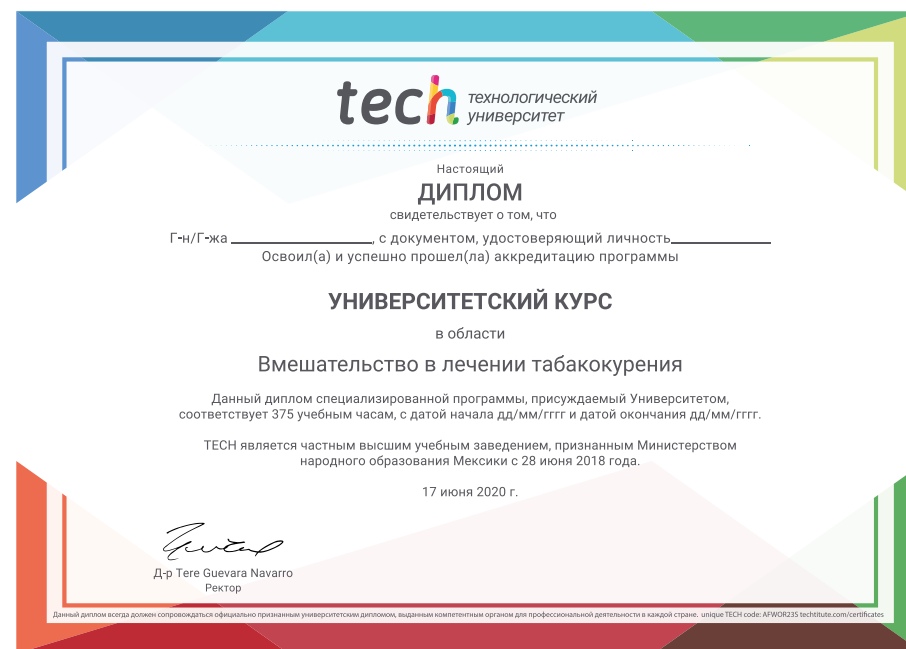 tech технологический
университет
Настоящий
ДИПЛОМ
свидетельствует о том, что
Г-н/Г-жа ____________, с документом, удостоверяющий личность____________
Освоил(а) и успешно прошел(ла) аккредитацию программы
УНИВЕРСИТЕТСКИЙ КУРС
в области
Вмешательство в лечении табакокурения
Данный диплом специализированной программы, присуждаемый Университетом,
соответствует 375 учебным часам, с датой начала дд/мм/гггг и датой окончания дд/мм/гггг.
TECH является частным высшим учебным заведением, признанным Министерством
народного образования Мексики с 28 июня 2018 года.
17 июня 2020 г.
Д-р Tere Guevara Navarro
Ректор
Данный диплом всегда должен сопровождаться официально признанным университетским дипломом, выданным компетентным органом для профессиональной деятельности в каждой стране. unique TECH code: AFWOR23S techtitute.com/certificates